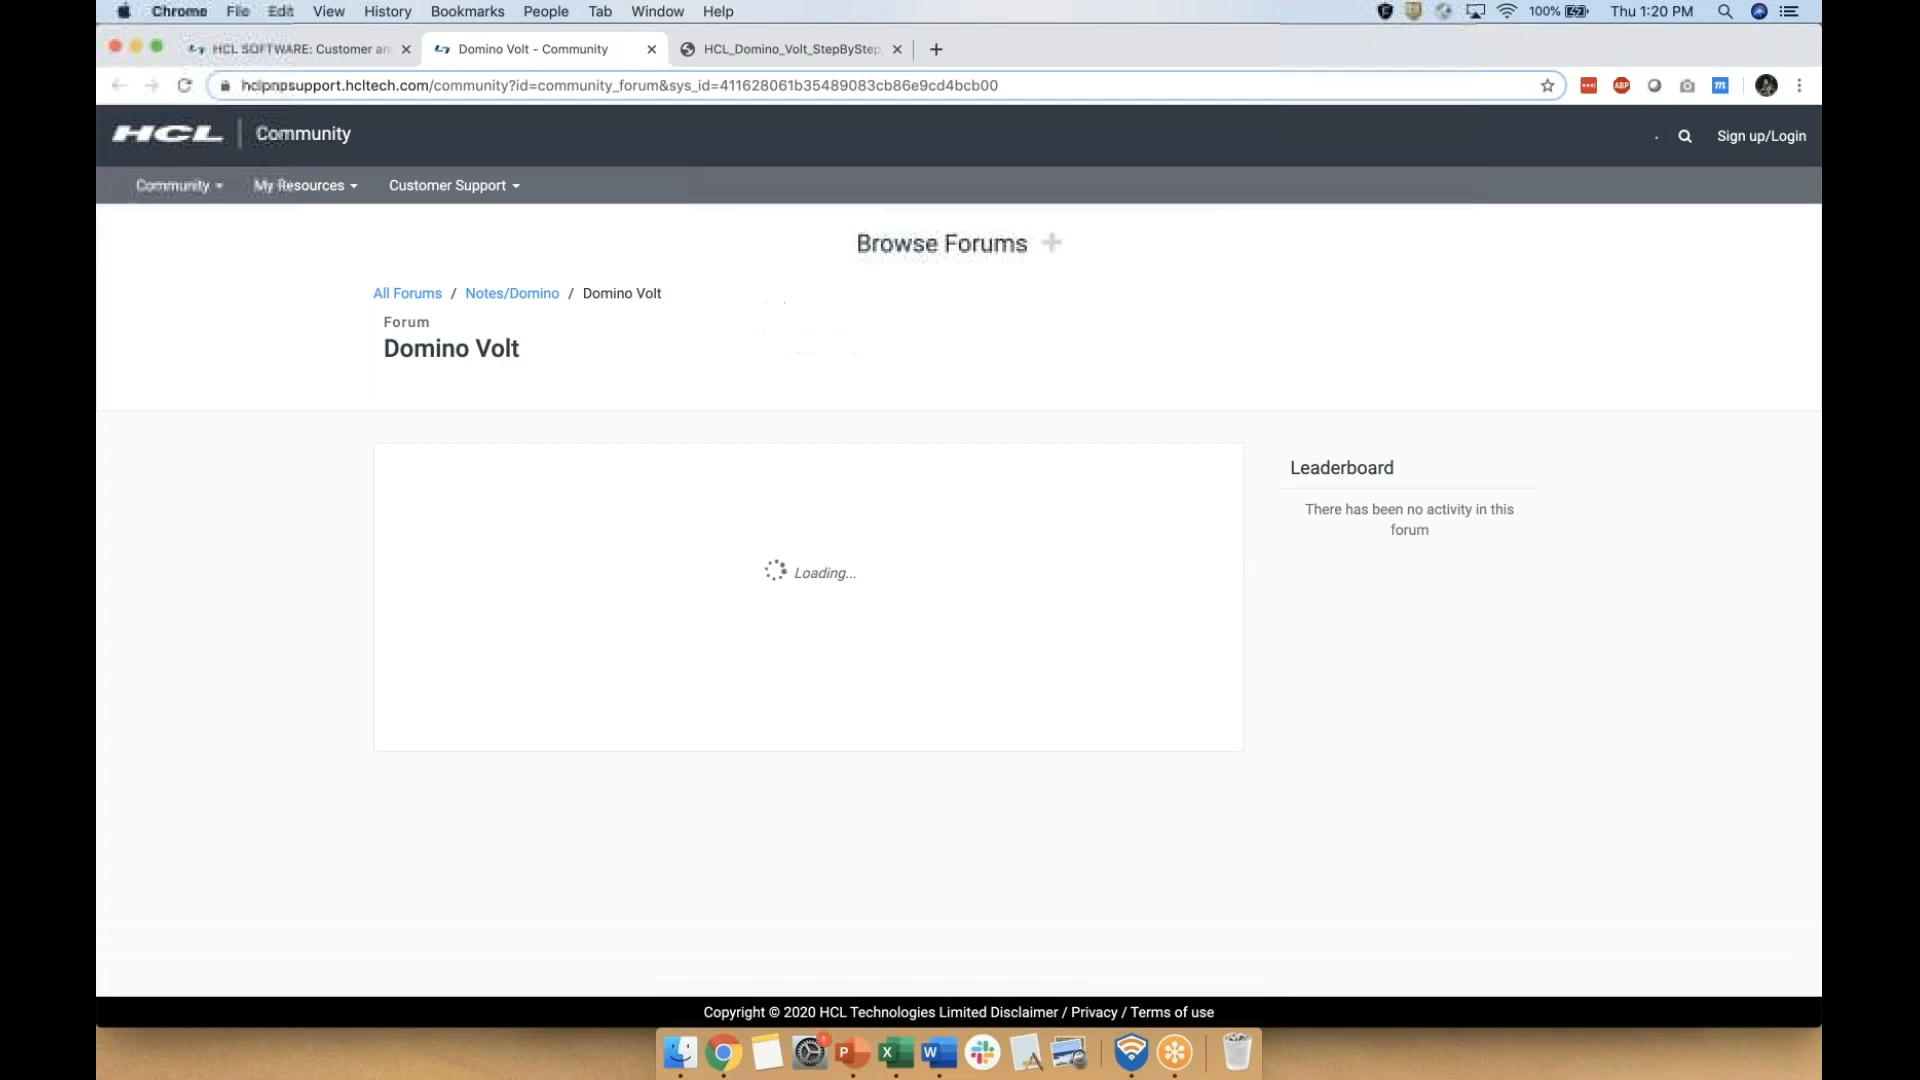 Chrome File Edit View History Bookmarks People Tab Window Help 100% Thu 1:20 PM
HCL SOFTWARE: Customer an Domino Volt - Community HCL_Domino_Volt_StepByStep
hclpnpsupport.hcltech.com/community?id=community_forum&sys_id=411628061b35489083cb86e9cd4bcb00
ABP m
HCL Community Sign up/Login
Community My Resources Customer Support
Browse Forums +
All Forums / Notes/Domino / Domino Volt
Forum
Domino Volt
Leaderboard
There has been no activity in this
forum
Loading...
Copyright © 2020 HCL Technologies Limited Disclaimer / Privacy / Terms of use
1 P X W